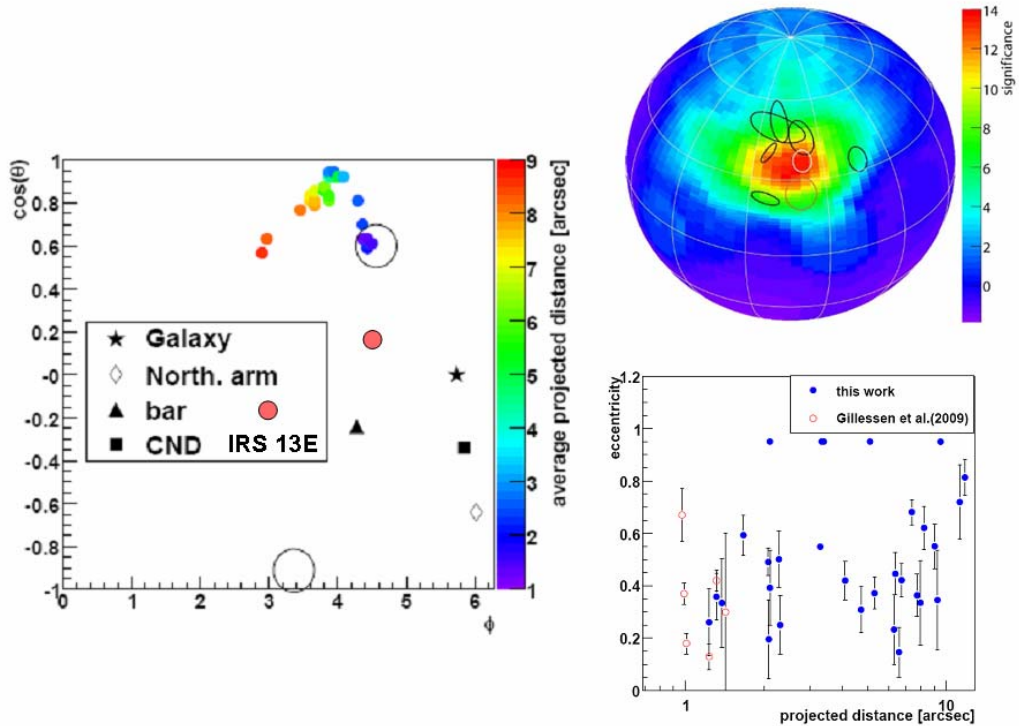 cos(θ)
1
0.8
0.6
0.4
0.2
-0
-0.2
-0.4
-0.6
-0.8
-1
0 1 2 3 4 5 6
ϕ
Galaxy
North. arm
bar
CND IRS 13E
9
8
7
6
5
4
3
2
1
average projected distance [arcsec]
14
12
10
8
6
4
2
0
significance
eccentricity
1.2
1
0.8
0.6
0.4
0.2
0
this work
Gillessen et al.(2009)
1 10
projected distance [arcsec]